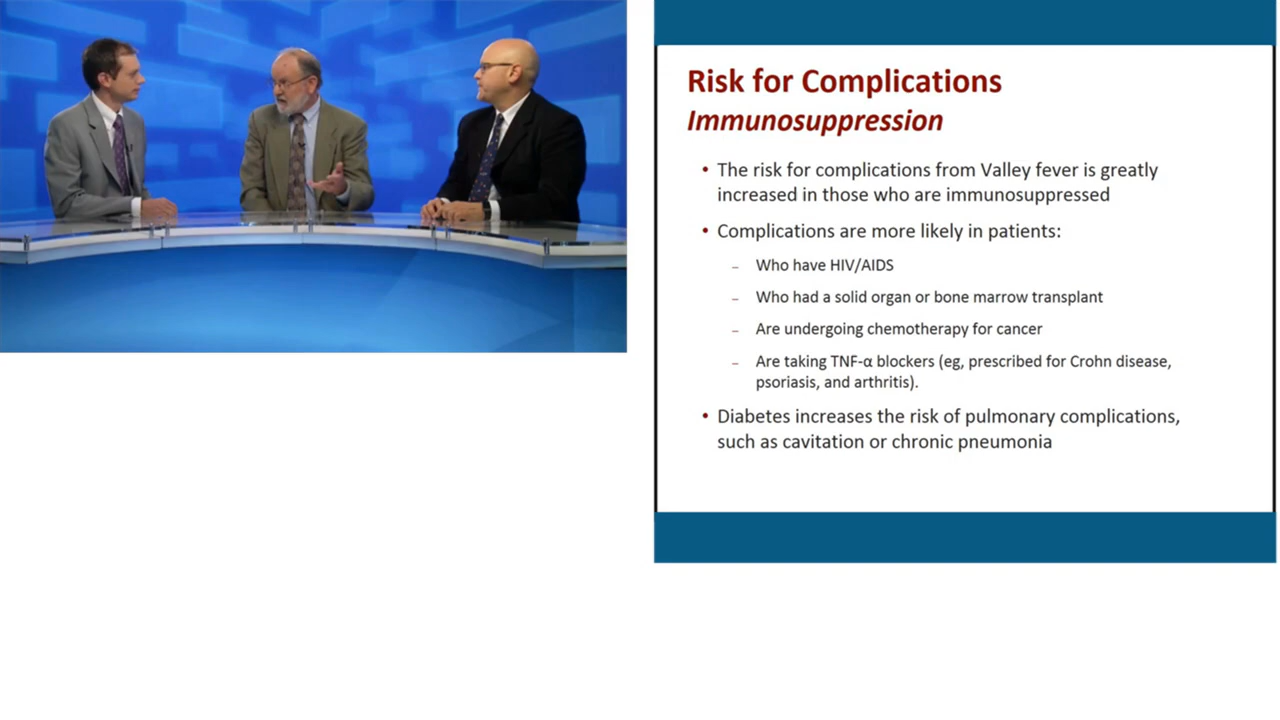 Risk for Complications
Immunosuppression
• The risk for complications from Valley fever is greatly
increased in those who are immunosuppressed
• Complications are more likely in patients:
– Who have HIV/AIDS
– Who had a solid organ or bone marrow transplant
– Are undergoing chemotherapy for cancer
– Are taking TNF-α blockers (eg, prescribed for Crohn disease,
psoriasis, and arthritis).
• Diabetes increases the risk of pulmonary complications,
such as cavitation or chronic pneumonia